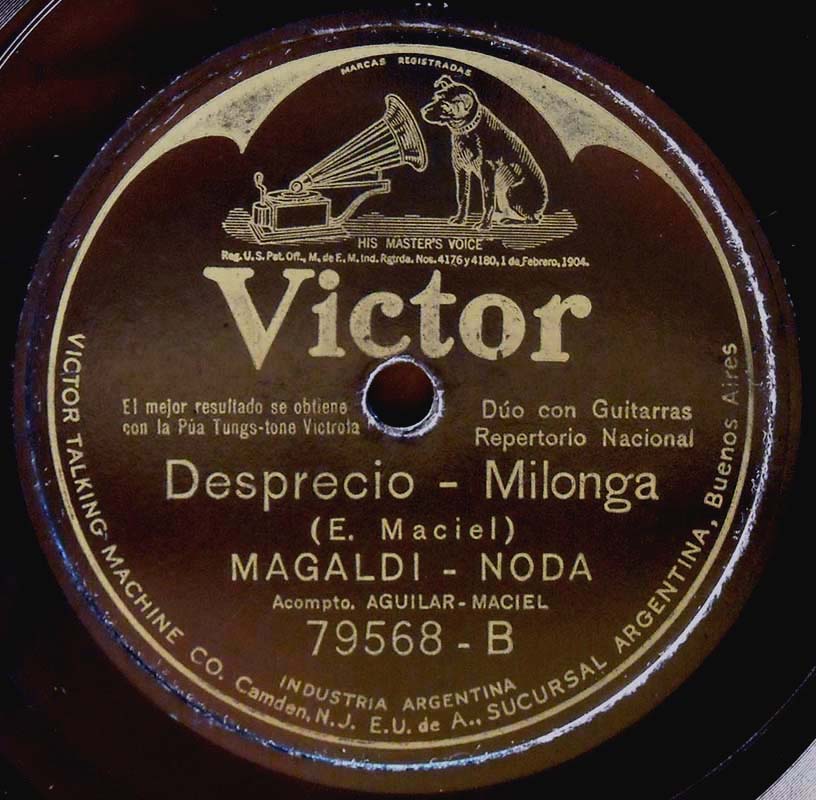 MARCAS REGISTRADAS
HIS MASTER'S VOICE
Reg. U.S. Pat. Off., M. de F., M. Ind. Rgtrda. Nos. 4176 y 4180, 1 de Febrero, 1904.
Victor
El mejor resultado se obtiene
con la Púa Tungs-tone Victrola
Dúo con Guitarras
Repertorio Nacional
Desprecio - Milonga
(E. Maciel)
MAGALDI - NODA
Acompto. AGUILAR - MACIEL
79568 - B
INDUSTRIA ARGENTINA
VICTOR TALKING MACHINE CO. Camden, N.J. E.U. de A., SUCURSAL ARGENTINA, Buenos Aires